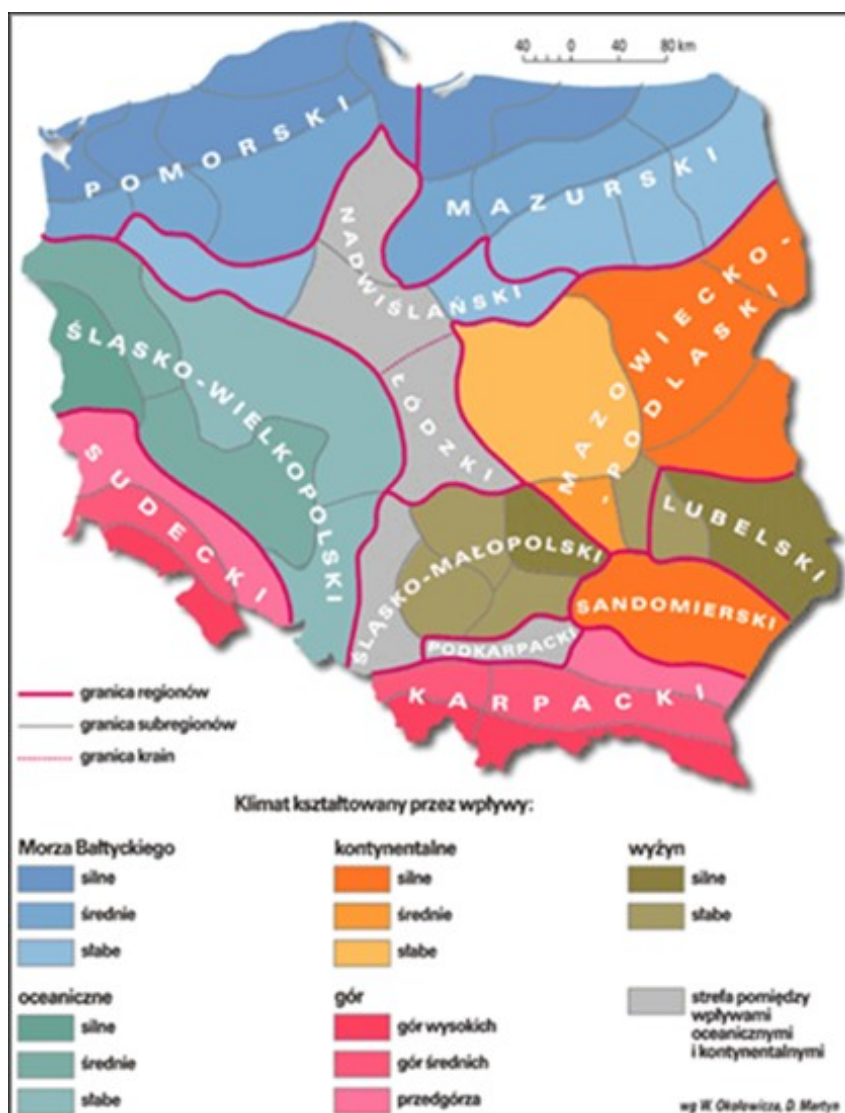 40 0 40 80 km
POMORSKI
MAZURSKI
NADWIŚLAŃSKI
MAZOWIECKO-
-PODLASKI
ŚLĄSKO-WIELKOPOLSKI
ŁÓDZKI
SUDECKI
LUBELSKI
ŚLĄSKO-MAŁOPOLSKI
SANDOMIERSKI
PODKARPACKI
KARPACKI
granica regionów
granica subregionów
granica krain
Klimat kształtowany przez wpływy:
Morza Bałtyckiego
silne
średnie
słabe
kontynentalne
silne
średnie
słabe
wyżyn
silne
słabe
oceaniczne
silne
średnie
słabe
gór
gór wysokich
gór średnich
przedgórza
strefa pomiędzy
wpływami
oceanicznymi
i kontynentalnymi
wg W. Okołowicza, D. Martyn